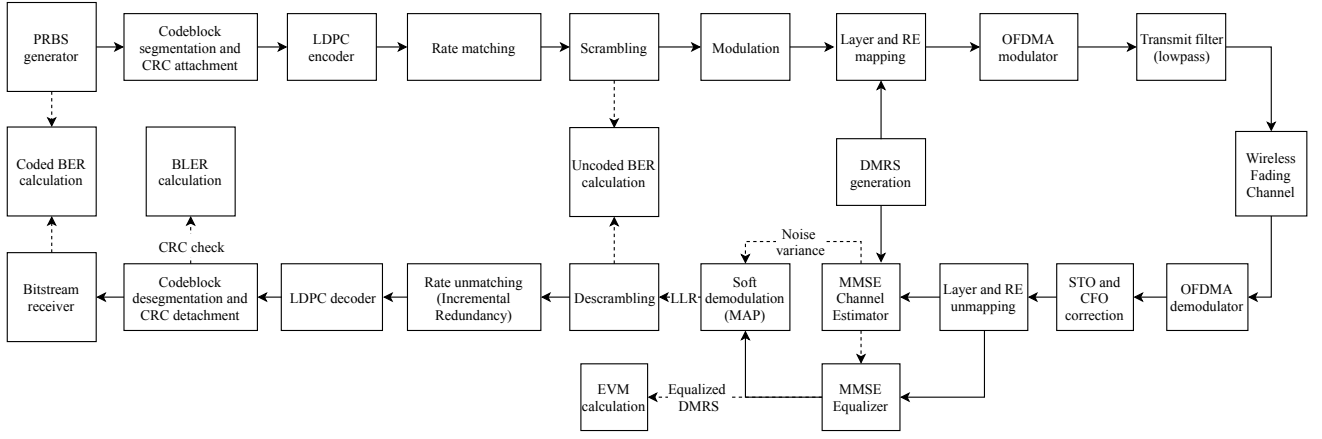 PRBS
generator
Codeblock
segmentation and
CRC attachment
LDPC
encoder
Rate matching
Scrambling
Modulation
Layer and RE
mapping
OFDMA
modulator
Transmit filter
(lowpass)
Coded BER
calculation
BLER
calculation
Uncoded BER
calculation
DMRS
generation
Wireless
Fading
Channel
CRC check
Noise
variance
Bitstream
receiver
Codeblock
desegmentation and
CRC detachment
LDPC decoder
Rate unmatching
(Incremental
Redundancy)
Descrambling
LLR
Soft
demodulation
(MAP)
MMSE
Channel
Estimator
Layer and RE
unmapping
STO and
CFO
correction
OFDMA
demodulator
EVM
calculation
Equalized
DMRS
MMSE
Equalizer